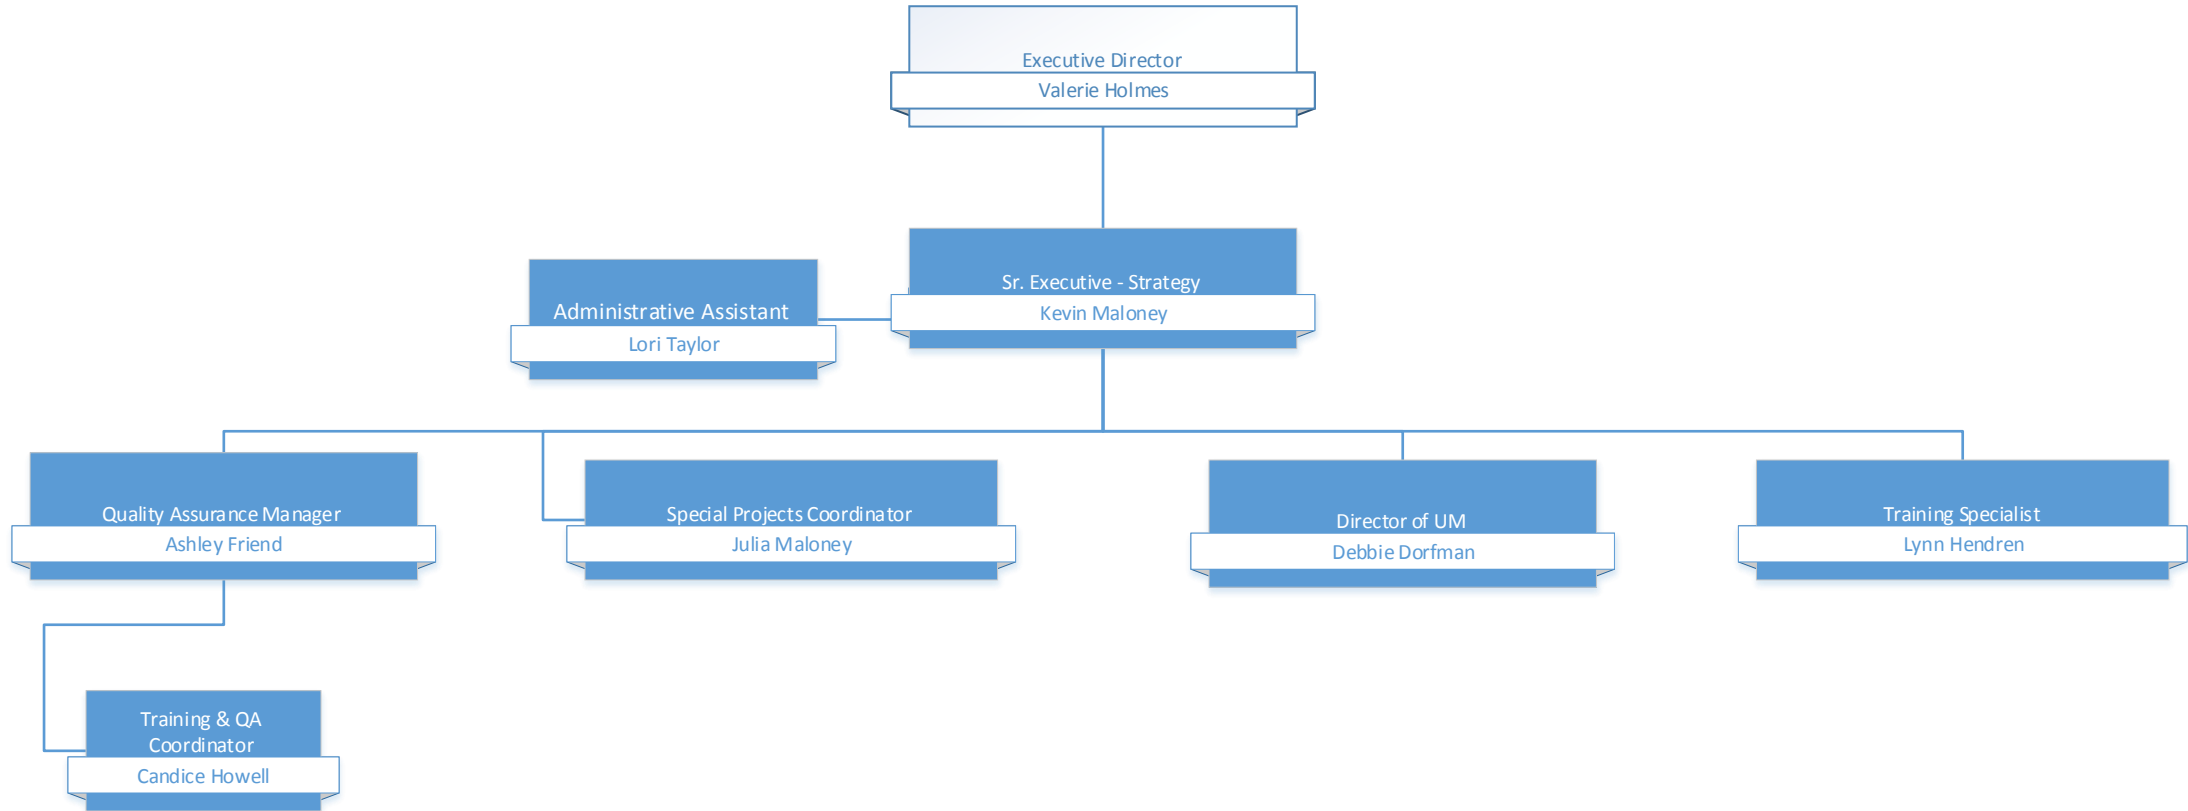 Executive Director
Valerie Holmes
Sr. Executive - Strategy
Kevin Maloney
Administrative Assistant
Lori Taylor
Quality Assurance Manager
Ashley Friend
Special Projects Coordinator
Julia Maloney
Director of UM
Debbie Dorfman
Training Specialist
Lynn Hendren
Training & QA
Coordinator
Candice Howell